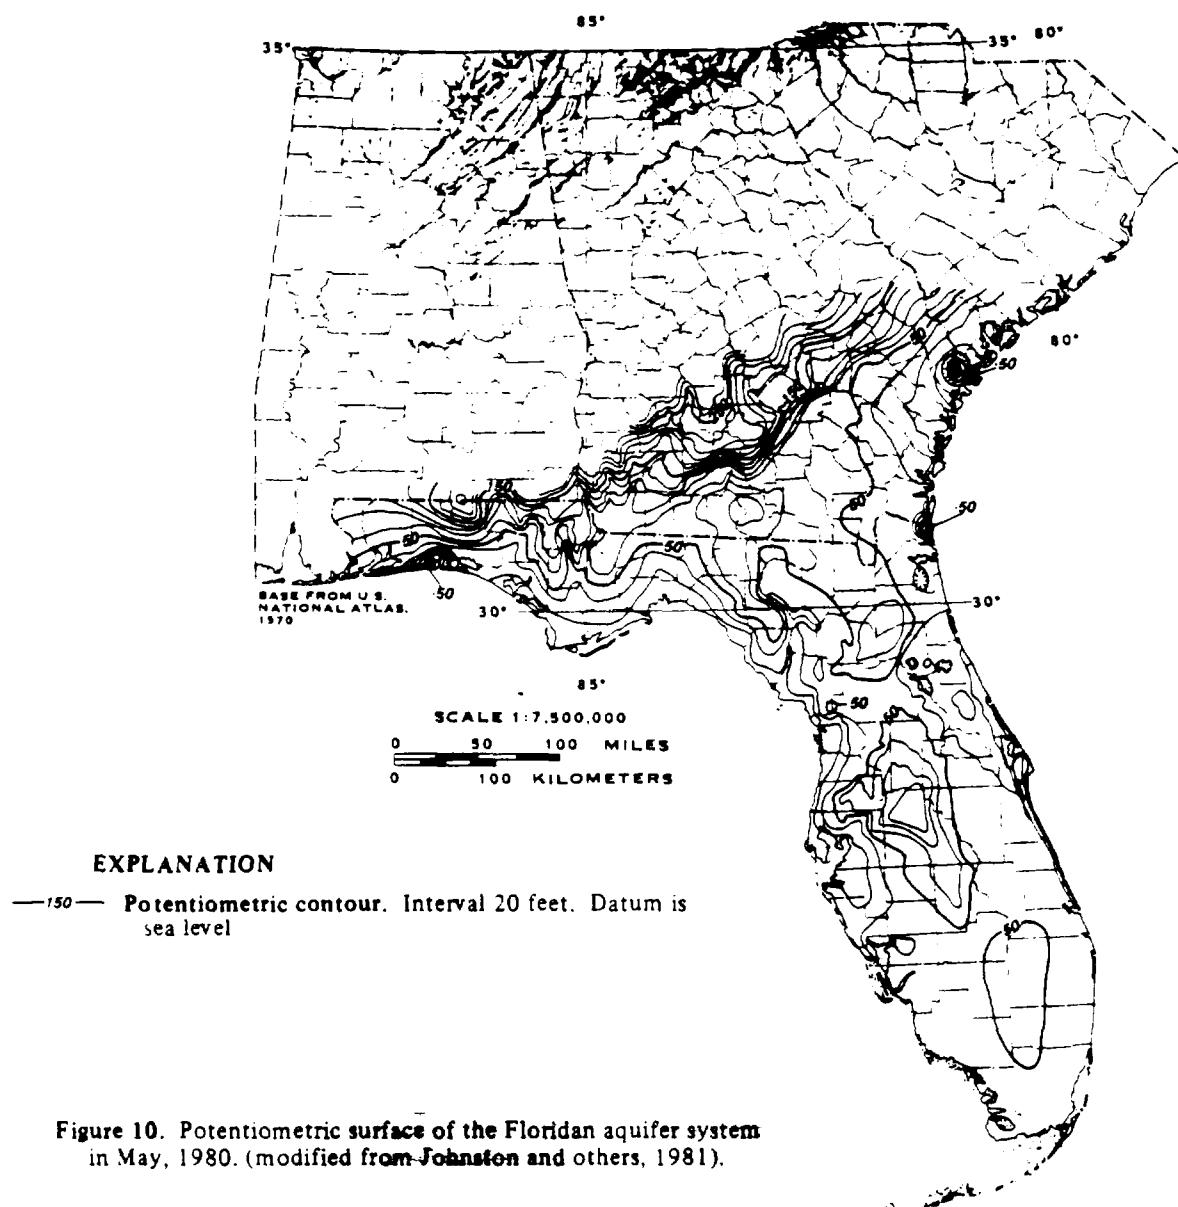 85°
35°
35° 80°
80°
50
50
50
50
50
BASE FROM U.S.
NATIONAL ATLAS.
1970
50
30°
30°
85°
50
SCALE 1:7,500,000
0 50 100 MILES
0 100 KILOMETERS
EXPLANATION
150 Potentiometric contour. Interval 20 feet. Datum is
sea level
Figure 10. Potentiometric surface of the Floridan aquifer system
in May, 1980. (modified from Johnston and others, 1981).